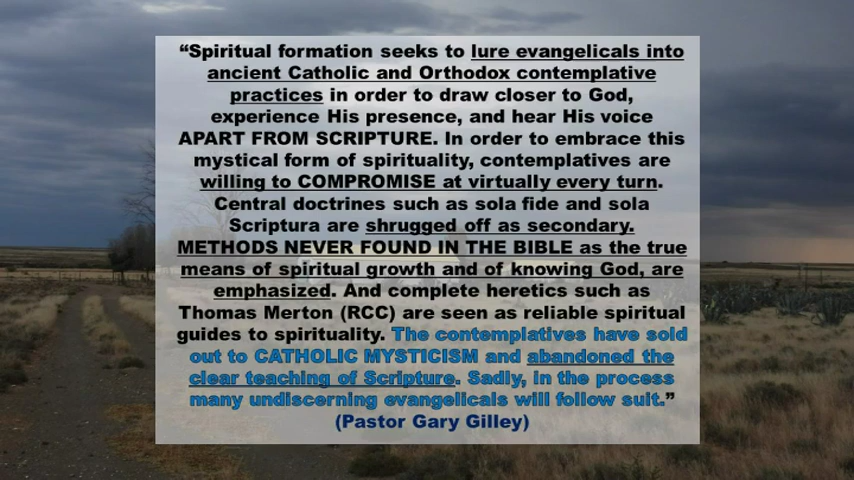 “Spiritual formation seeks to lure evangelicals into
ancient Catholic and Orthodox contemplative
practices in order to draw closer to God,
experience His presence, and hear His voice
APART FROM SCRIPTURE. In order to embrace this
mystical form of spirituality, contemplatives are
willing to COMPROMISE at virtually every turn.
Central doctrines such as sola fide and sola
Scriptura are shrugged off as secondary.
METHODS NEVER FOUND IN THE BIBLE as the true
means of spiritual growth and of knowing God, are
emphasized. And complete heretics such as
Thomas Merton (RCC) are seen as reliable spiritual
guides to spirituality. The contemplatives have sold
out to CATHOLIC MYSTICISM and abandoned the
clear teaching of Scripture. Sadly, in the process
many undiscerning evangelicals will follow suit.”
(Pastor Gary Gilley)